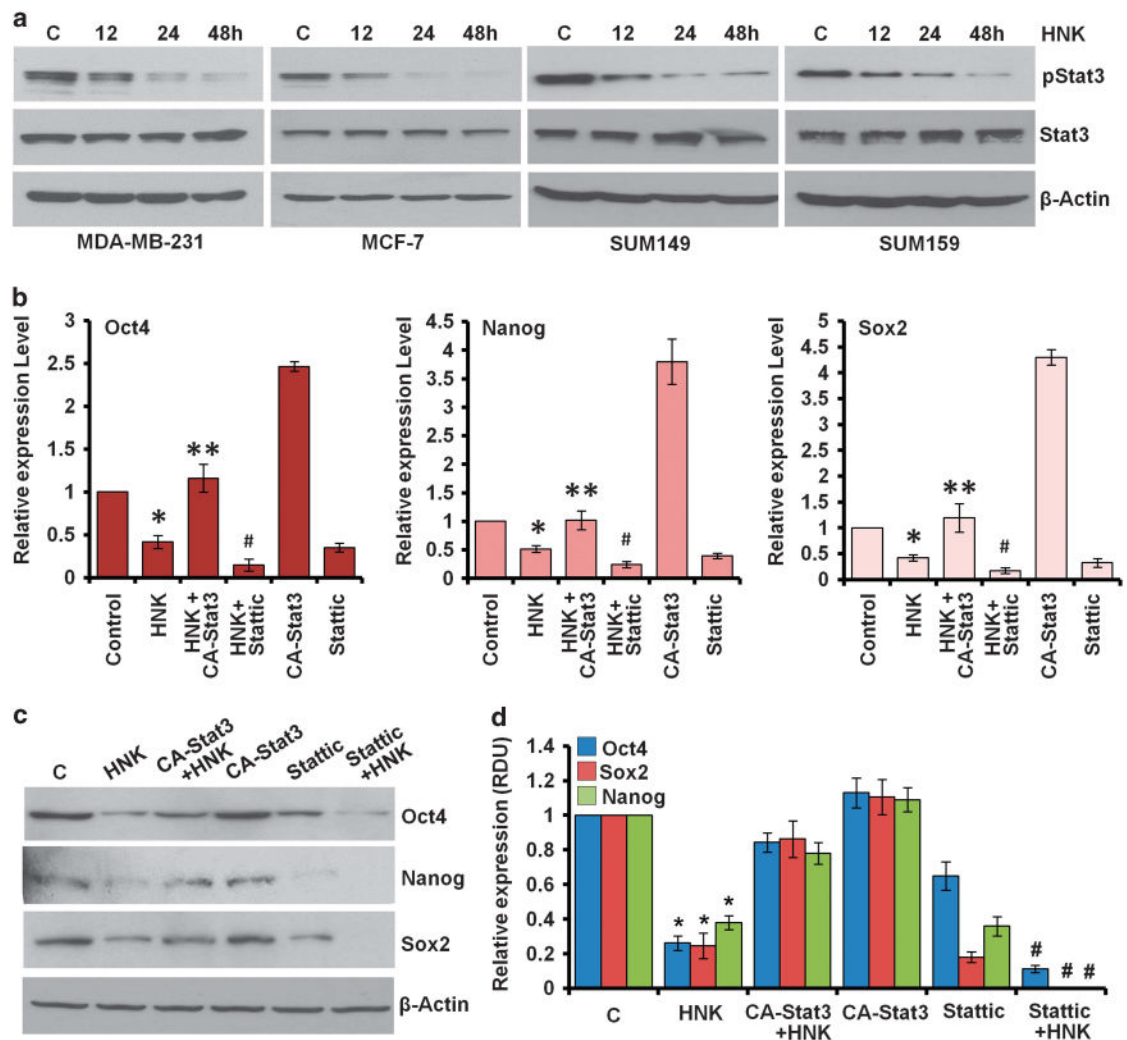 a
C 12 24 48h C 12 24 48h C 12 24 48h C 12 24 48h HNK
pStat3
Stat3
β-Actin
MDA-MB-231 MCF-7 SUM149 SUM159
b
Oct4
Relative expression Level
3
2.5
2
1.5
1
0.5
0
*
**
#
Control
HNK
HNK +
CA-Stat3
HNK+
Stattic
CA-Stat3
Stattic
Nanog
Relative expression Level
4.5
4
3.5
3
2.5
2
1.5
1
0.5
0
*
**
#
Control
HNK
HNK +
CA-Stat3
HNK+
Stattic
CA-Stat3
Stattic
Sox2
Relative expression Level
5
4.5
4
3.5
3
2.5
2
1.5
1
0.5
0
*
**
#
Control
HNK
HNK +
CA-Stat3
HNK+
Stattic
CA-Stat3
Stattic
c
C
HNK
CA-Stat3
+HNK
CA-Stat3
Stattic
Stattic
+HNK
Oct4
Nanog
Sox2
β-Actin
d
Relative expression (RDU)
1.4
1.2
1
0.8
0.6
0.4
0.2
0
Oct4
Sox2
Nanog
* * *
# # #
C
HNK
CA-Stat3
+HNK
CA-Stat3
Stattic
Stattic
+HNK